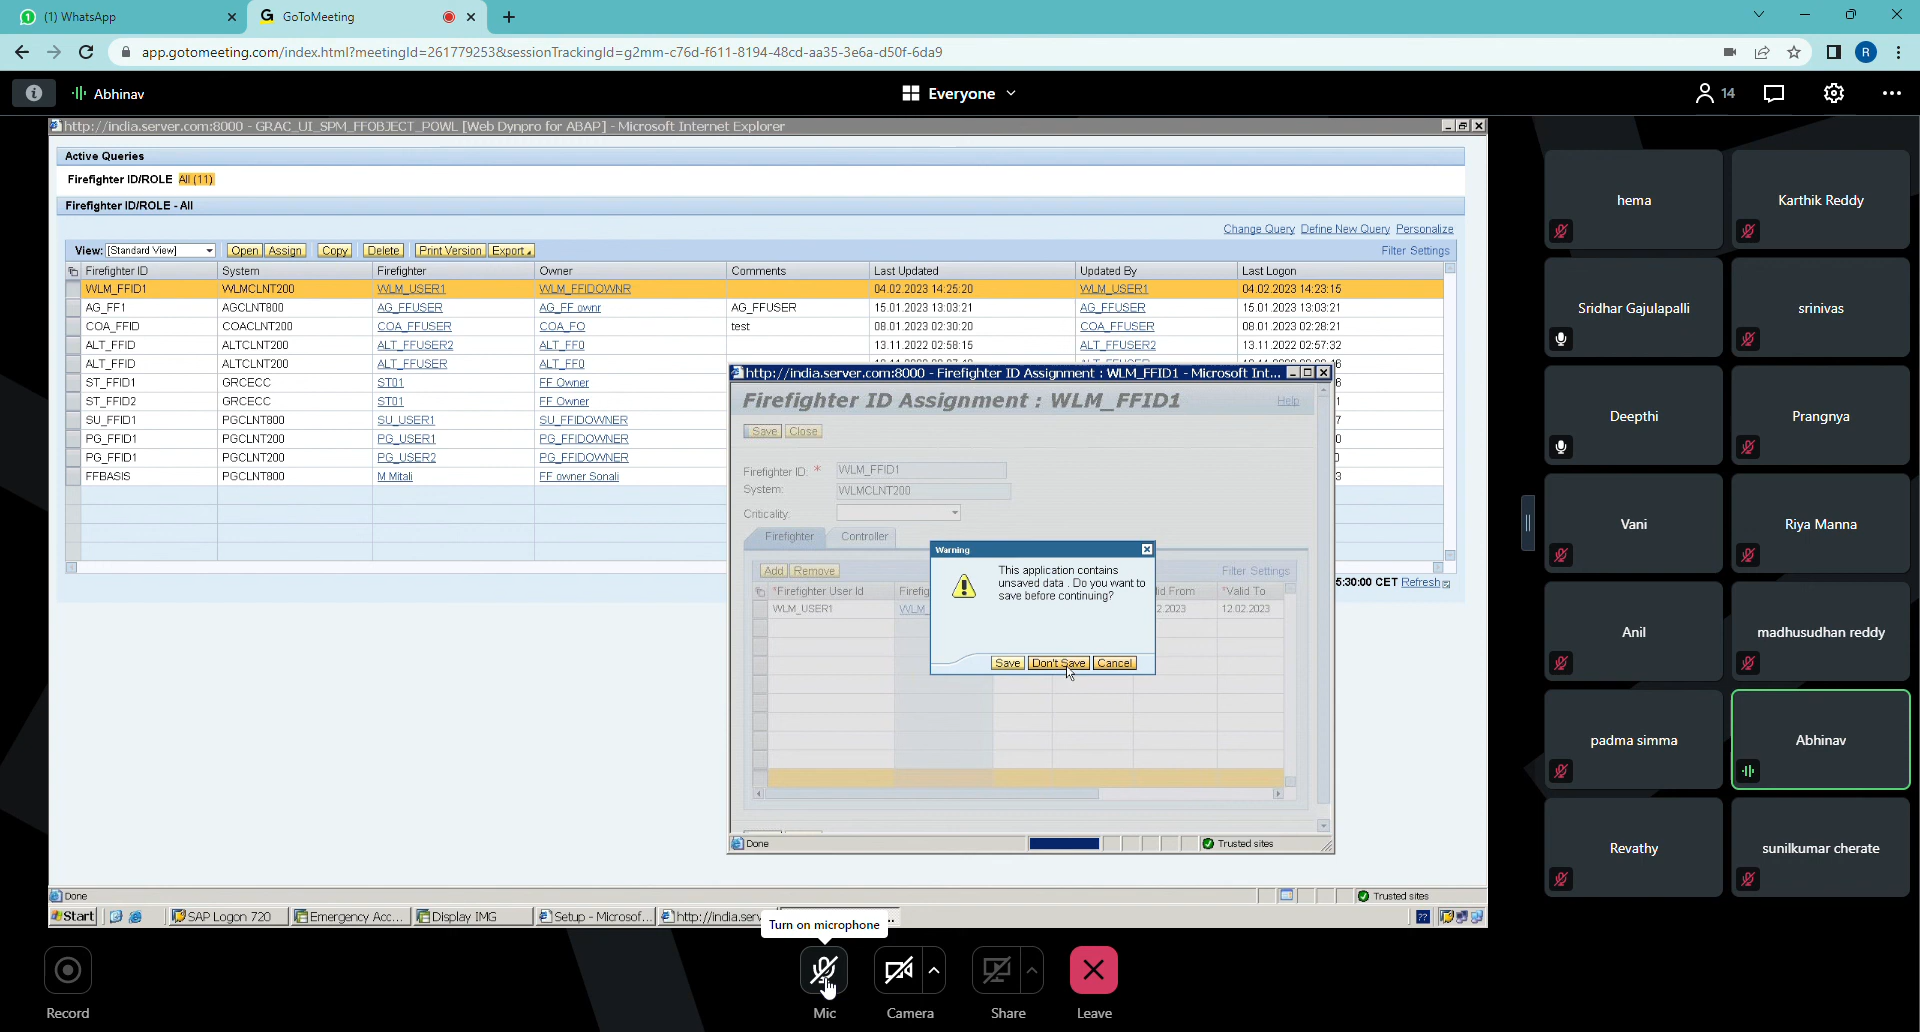 (1) WhatsApp
GoToMeeting
app.gotomeeting.com/index.html?meetingId=261779253&sessionTrackingId=g2mm-c76d-f611-8194-48cd-aa35-3e6a-d50f-6da9
R
Abhinav
Everyone
14
http://india.server.com:8000 - GRAC_UI_SPM_FFOBJECT_POWL [Web Dynpro for ABAP] - Microsoft Internet Explorer
Active Queries
Firefighter ID/ROLE All (11)
Firefighter ID/ROLE - All
Change Query Define New Query Personalize
View: [Standard View] Open Assign Copy Delete Print Version Export Filter Settings
Firefighter ID System Firefighter Owner Comments Last Updated Updated By Last Logon
WLM_FFID1 WLMCLNT200 WLM_USER1 WLM_FFIDOWNR 04.02.2023 14:25:20 WLM_USER1 04.02.2023 14:23:15
AG_FF1 AGCLNT800 AG_FFUSER AG_FF ownr AG_FFUSER 15.01.2023 13:03:21 AG_FFUSER 15.01.2023 13:03:21
COA_FFID COACLNT200 COA_FFUSER COA_FO test 08.01.2023 02:30:20 COA_FFUSER 08.01.2023 02:28:21
ALT_FFID ALTCLNT200 ALT_FFUSER2 ALT_FFO 13.11.2022 02:58:15 ALT_FFUSER2 13.11.2022 02:57:32
ALT_FFID ALTCLNT200 ALT_FFUSER ALT_FFO
ST_FFID1 GRCECC ST01 FF Owner
ST_FFID2 GRCECC ST01 FF Owner
SU_FFID1 PGCLNT800 SU_USER1 SU_FFIDOWNER
PG_FFID1 PGCLNT200 PG_USER1 PG_FFIDOWNER
PG_FFID1 PGCLNT200 PG_USER2 PG_FFIDOWNER
FFBASIS PGCLNT800 M Mitali FF owner Sonali
5:30:00 CET Refresh
http://india.server.com:8000 - Firefighter ID Assignment : WLM_FFID1 - Microsoft Int...
Firefighter ID Assignment : WLM_FFID1
Help
Save Close
Firefighter ID: * WLM_FFID1
System: WLMCLNT200
Criticality:
Firefighter Controller
Add Remove Filter Settings
*Firefighter User Id Firefig lid From *Valid To
WLM_USER1 WLM_ 2.2023 12.02.2023
Warning
This application contains
unsaved data . Do you want to
save before continuing?
Save Don't Save Cancel
Done Trusted sites
Done Trusted sites
Start SAP Logon 720 Emergency Acc... Display IMG Setup - Microsof... http://india.serv ...
Turn on microphone
Record
Mic
Camera
Share
Leave
hema
Karthik Reddy
Sridhar Gajulapalli
srinivas
Deepthi
Prangnya
Vani
Riya Manna
Anil
madhusudhan reddy
padma simma
Abhinav
Revathy
sunilkumar cherate